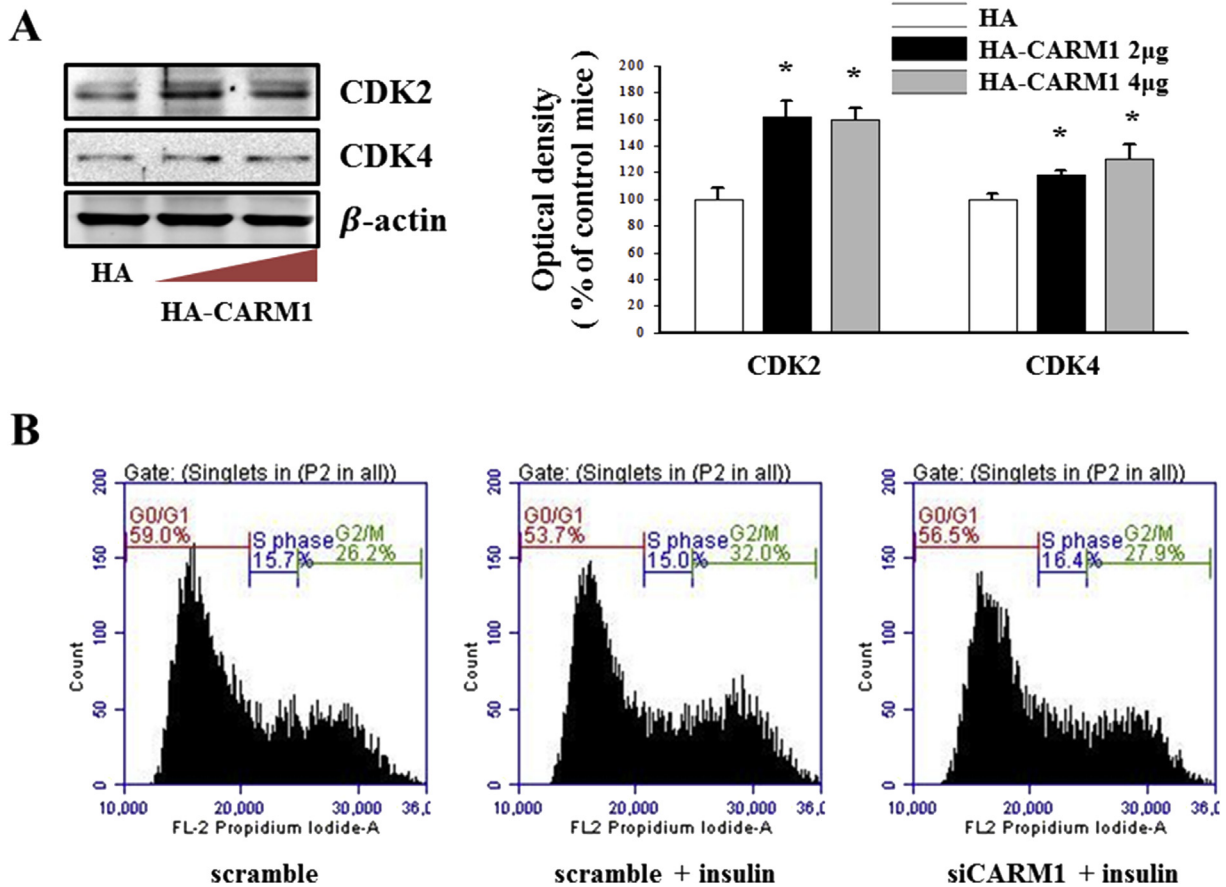 A
CDK2
CDK4
β-actin
HA
HA-CARM1
HA
HA-CARM1 2µg
HA-CARM1 4µg
Optical density
( % of control mice )
200
180
160
140
120
100
80
60
40
20
0
*
*
*
*
CDK2
CDK4
B
Gate: (Singlets in (P2 in all))
200
150
100
50
0
Count
G0/G1
59.0%
S phase
15.7%
G2/M
26.2%
10,000
20,000
30,000
36,0
FL-2 Propidium Iodide-A
scramble
Gate: (Singlets in (P2 in all))
200
150
100
50
0
Count
G0/G1
53.7%
S phase
15.0%
G2/M
32.0%
10,000
20,000
30,000
36,0
FL2 Propidium Iodide-A
scramble + insulin
Gate: (Singlets in (P2 in all))
200
150
100
50
0
Count
G0/G1
56.5%
S phase
16.4%
G2/M
27.9%
10,000
20,000
30,000
36,0
FL2 Propidium Iodide-A
siCARM1 + insulin